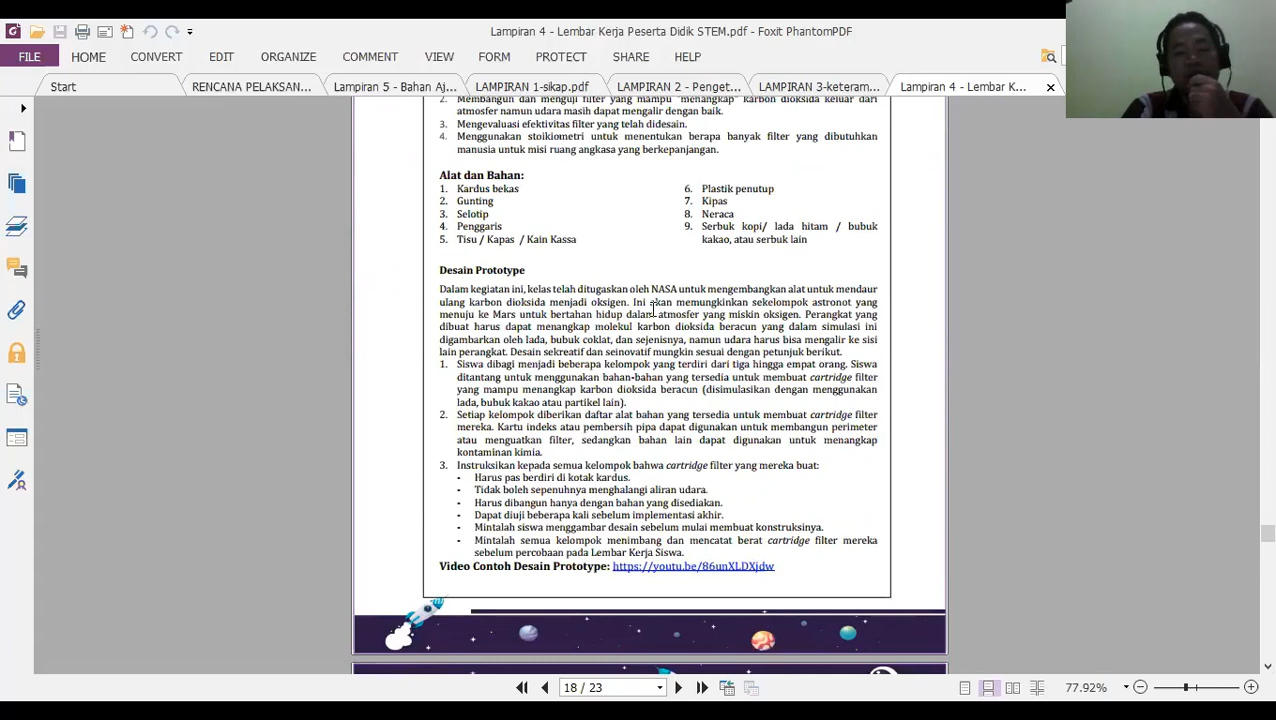 Lampiran 4 - Lembar Kerja Peserta Didik STEM.pdf - Foxit PhantomPDF
FILE HOME CONVERT EDIT ORGANIZE COMMENT VIEW FORM PROTECT SHARE HELP
Start RENCANA PELAKSAN... Lampiran 5 - Bahan Aj... LAMPIRAN 1-sikap.pdf LAMPIRAN 2 - Penget... LAMPIRAN 3-keteram... Lampiran 4 - Lembar K...
2. Membangun dan menguji filter yang mampu "menangkap" karbon dioksida keluar dari
atmosfer namun udara masih dapat mengalir dengan baik.
3. Mengevaluasi efektivitas filter yang telah didesain.
4. Menggunakan stoikiometri untuk menentukan berapa banyak filter yang dibutuhkan
manusia untuk misi ruang angkasa yang berkepanjangan.
Alat dan Bahan:
1. Kardus bekas
2. Gunting
3. Selotip
4. Penggaris
5. Tisu / Kapas / Kain Kassa
6. Plastik penutup
7. Kipas
8. Neraca
9. Serbuk kopi/ lada hitam / bubuk
kakao, atau serbuk lain
Desain Prototype
Dalam kegiatan ini, kelas telah ditugaskan oleh NASA untuk mengembangkan alat untuk mendaur
ulang karbon dioksida menjadi oksigen. Ini akan memungkinkan sekelompok astronot yang
menuju ke Mars untuk bertahan hidup dalam atmosfer yang miskin oksigen. Perangkat yang
dibuat harus dapat menangkap molekul karbon dioksida beracun yang dalam simulasi ini
digambarkan oleh lada, bubuk coklat, dan sejenisnya, namun udara harus bisa mengalir ke sisi
lain perangkat. Desain sekreatif dan seinovatif mungkin sesuai dengan petunjuk berikut.
1. Siswa dibagi menjadi beberapa kelompok yang terdiri dari tiga hingga empat orang. Siswa
ditantang untuk menggunakan bahan-bahan yang tersedia untuk membuat cartridge filter
yang mampu menangkap karbon dioksida beracun (disimulasikan dengan menggunakan
lada, bubuk kakao atau partikel lain).
2. Setiap kelompok diberikan daftar alat bahan yang tersedia untuk membuat cartridge filter
mereka. Kartu indeks atau pembersih pipa dapat digunakan untuk membangun perimeter
atau menguatkan filter, sedangkan bahan lain dapat digunakan untuk menangkap
kontaminan kimia.
3. Instruksikan kepada semua kelompok bahwa cartridge filter yang mereka buat:
- Harus pas berdiri di kotak kardus.
- Tidak boleh sepenuhnya menghalangi aliran udara.
- Harus dibangun hanya dengan bahan yang disediakan.
- Dapat diuji beberapa kali sebelum implementasi akhir.
- Mintalah siswa menggambar desain sebelum mulai membuat konstruksinya.
- Mintalah semua kelompok menimbang dan mencatat berat cartridge filter mereka
sebelum percobaan pada Lembar Kerja Siswa.
Video Contoh Desain Prototype: https://youtu.be/86unXLDXjdw
18 / 23
77.92%